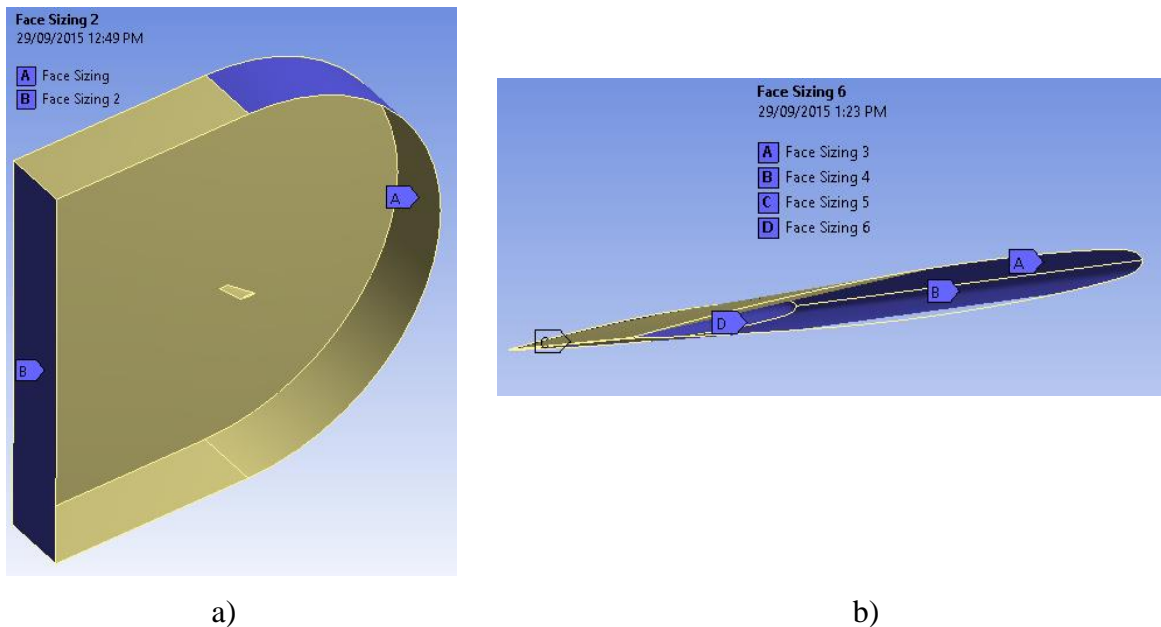 Face Sizing 2
29/09/2015 12:49 PM
A Face Sizing
B Face Sizing 2
A
B
Face Sizing 6
29/09/2015 1:23 PM
A Face Sizing 3
B Face Sizing 4
C Face Sizing 5
D Face Sizing 6
A
B
D
C
a)
b)